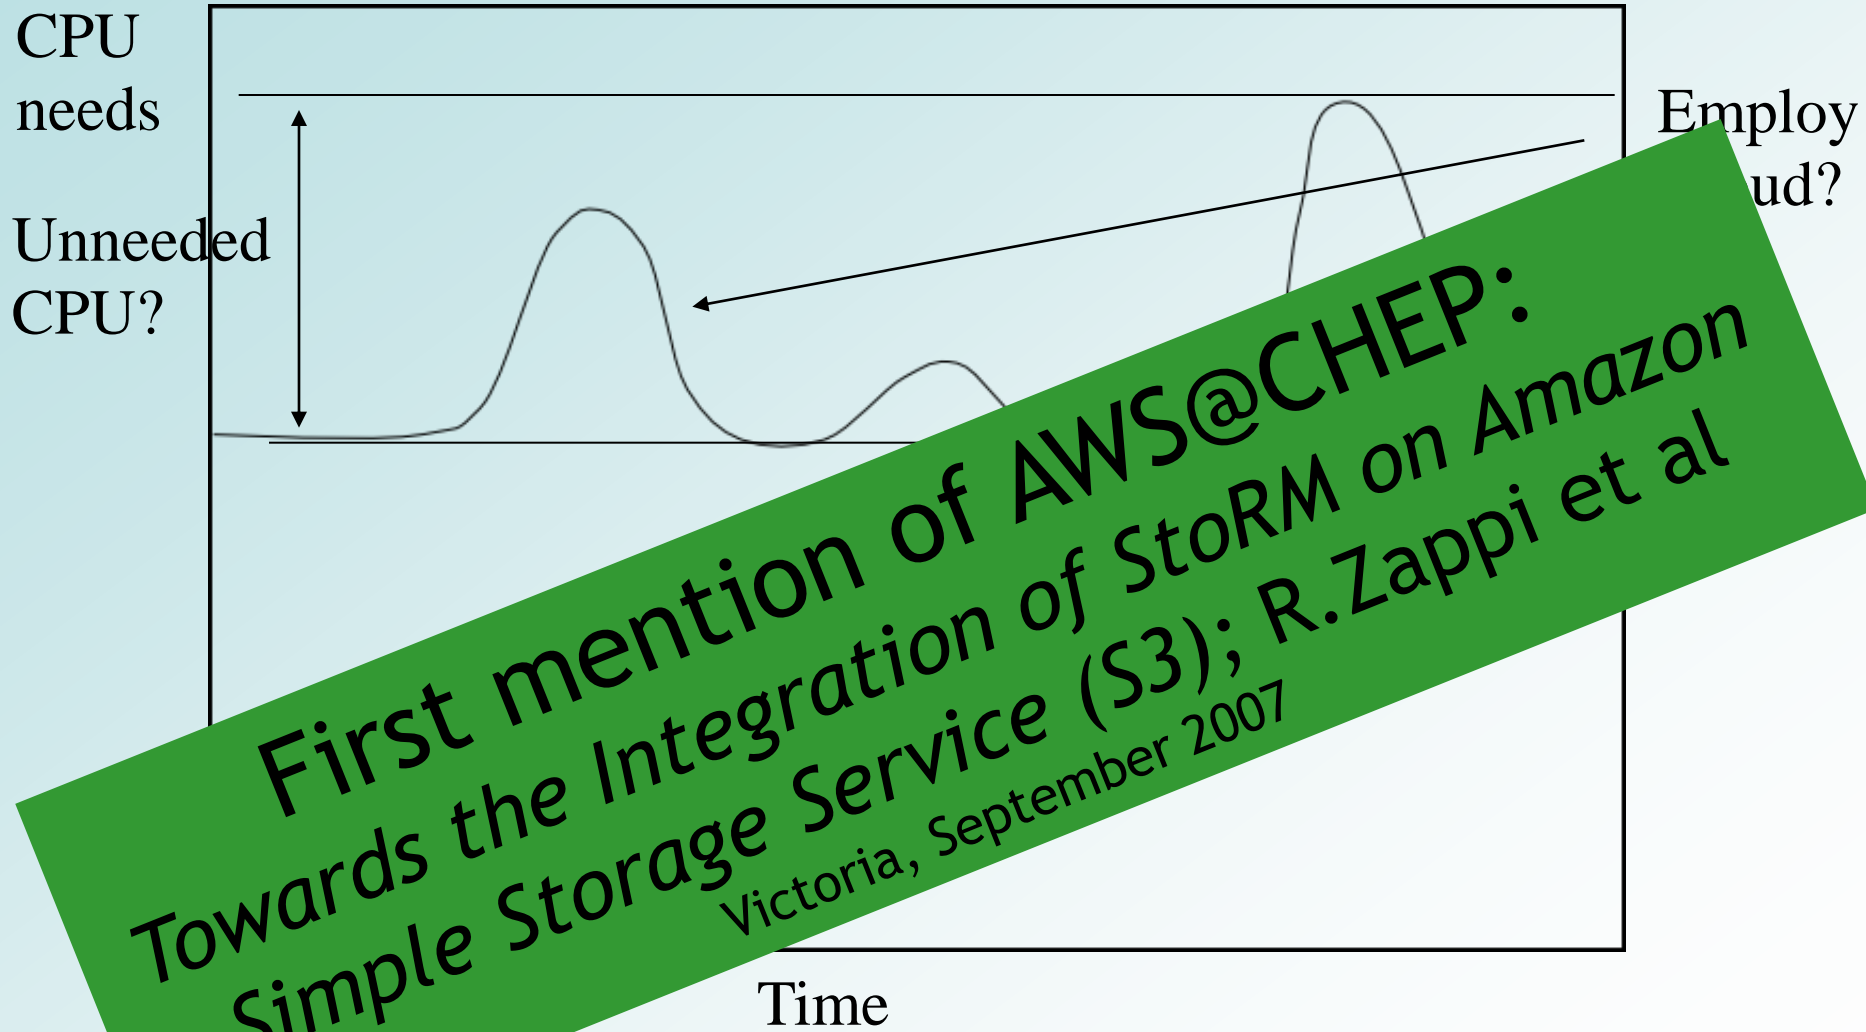 CPU
needs
Unneeded
CPU?
Employ
ud?
First mention of AWS@CHEP:
Towards the Integration of StoRM on Amazon
Simple Storage Service (S3); R.Zappi et al
Victoria, September 2007
Time